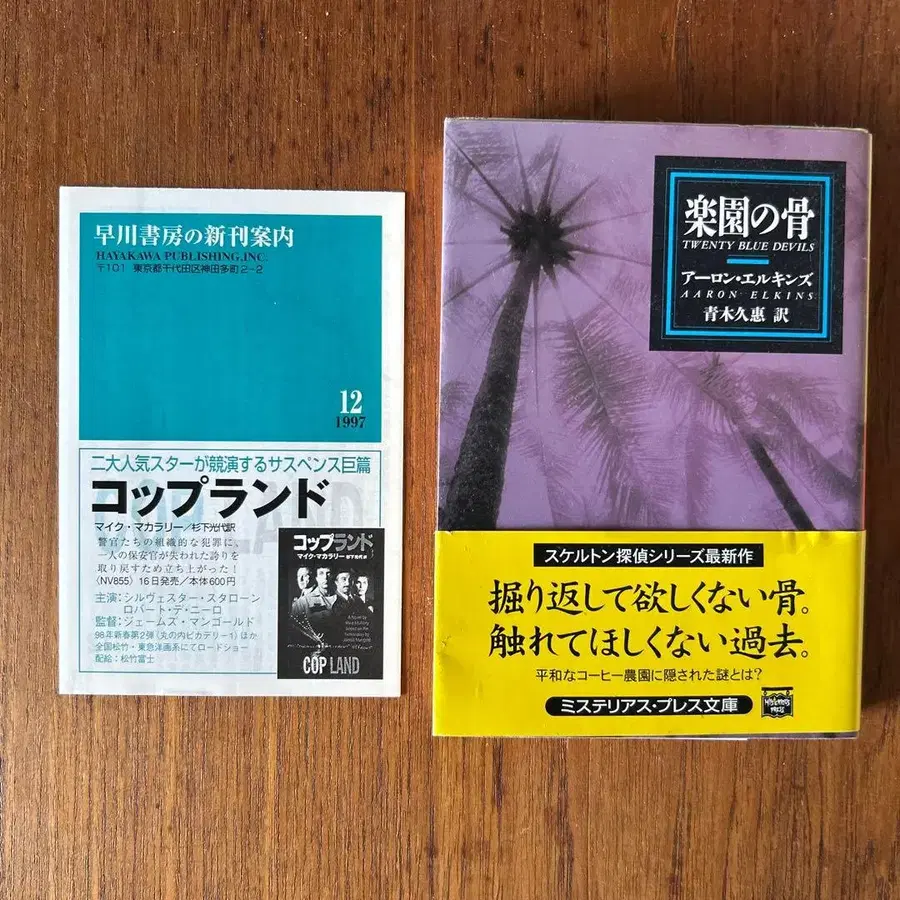 早川書房の新刊案内
HAYAKAWA PUBLISHING,INC.
〒101 東京都千代田区神田多町2-2
12
1997
二大人気スターが競演するサスペンス巨篇
コップランド
マイク・マカラリー/杉下光代訳
警官たちの組織的な犯罪に、
一人の保安官が失われた誇りを
取り戻すため立ち上がった!
〈NV855〉16日発売/本体600円
主演:シルヴェスター・スタローン
ロバート・デ・ニーロ
監督:ジェームズ・マンゴールド
98年新春第2弾(丸の内ピカデリー1)ほか
全国松竹・東急洋画系にてロードショー
配給:松竹富士
コップランド
マイク・マカラリー
COP LAND
楽園の骨
TWENTY BLUE DEVILS
アーロン・エルキンズ
AARON ELKINS
青木久惠 訳
スケルトン探偵シリーズ最新作
掘り返して欲しくない骨。
触れてほしくない過去。
平和なコーヒー農園に隠された謎とは?
ミステリアス・プレス文庫